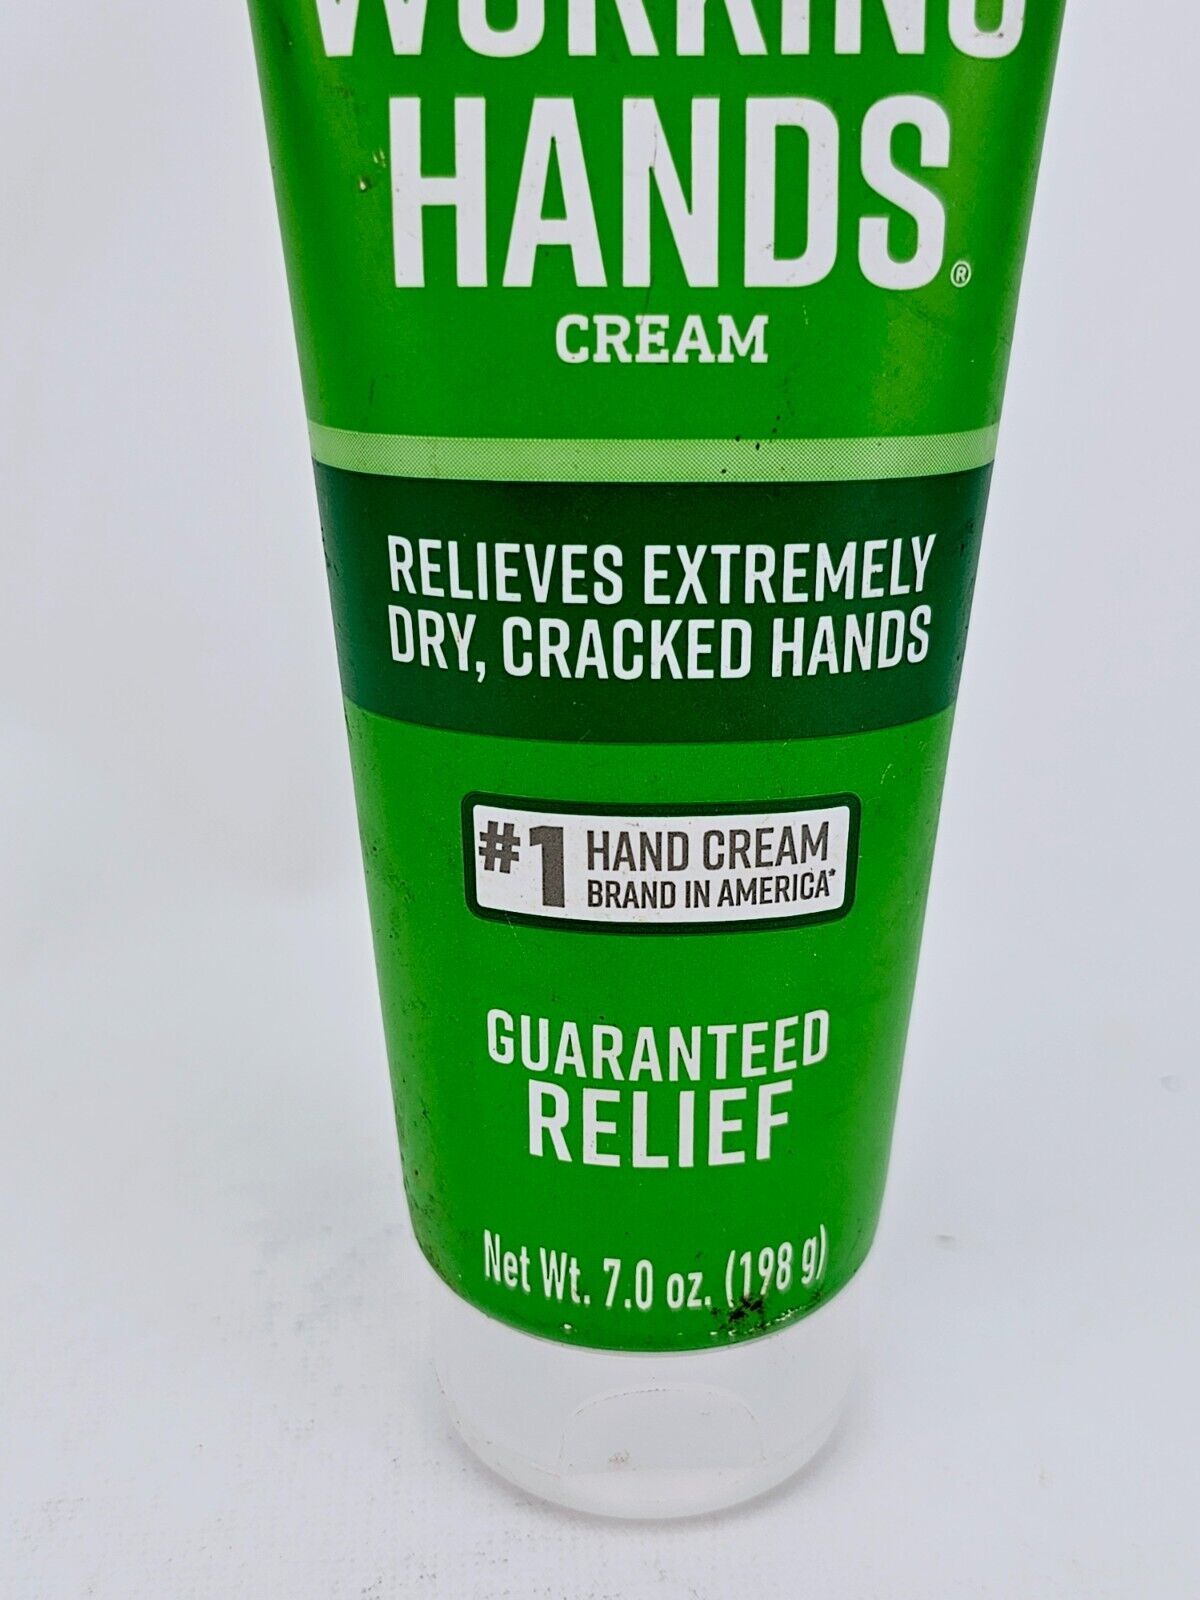 WORKING
HANDS®
CREAM
RELIEVES EXTREMELY
DRY, CRACKED HANDS
#1 HAND CREAM
BRAND IN AMERICA*
GUARANTEED
RELIEF
Net Wt. 7.0 oz. (198 g)